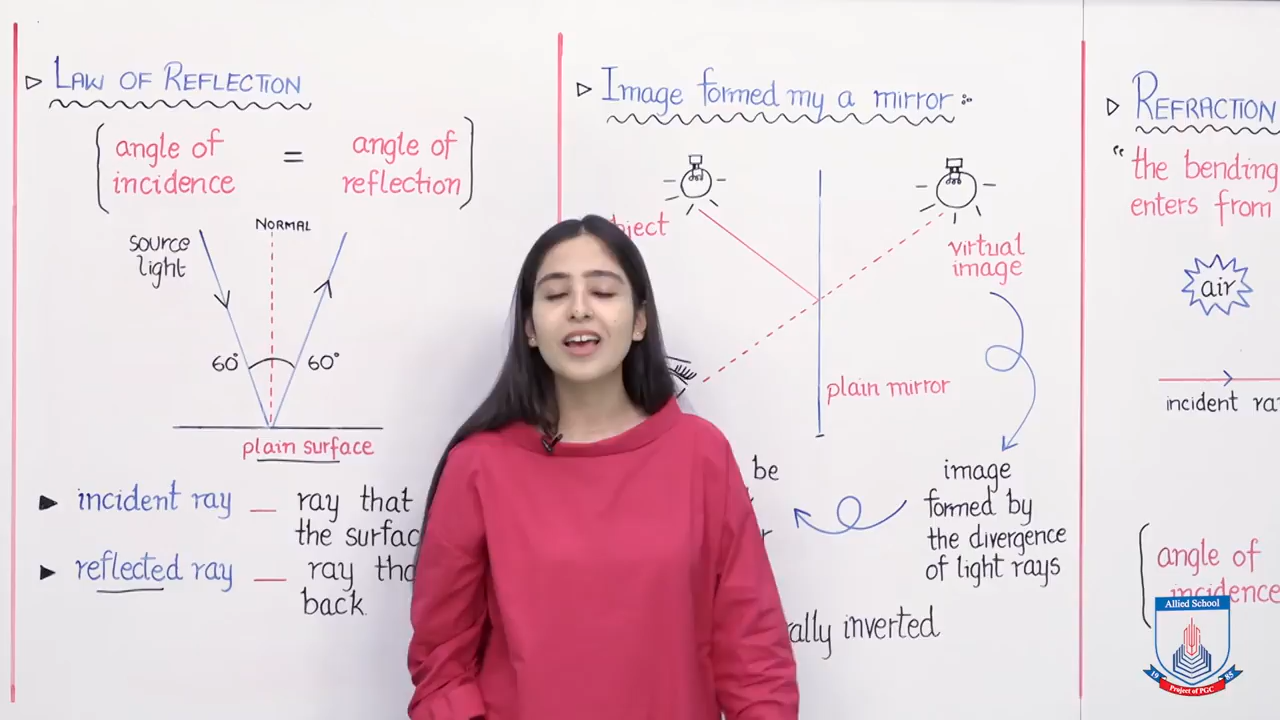 LAW OF REFLECTION
angle of
incidence
=
angle of
reflection
NORMAL
source
light
60°
60°
plain surface
incident ray — ray that
the surfac
reflected ray — ray tha
back.
Image formed my a mirror :-
bject
virtual
image
plain mirror
be
r
image
formed by
the divergence
of light rays
ally inverted
REFRACTION
" the bending
enters from
air
incident ra
angle of
incidence
Allied School
19 85
Project of PGC